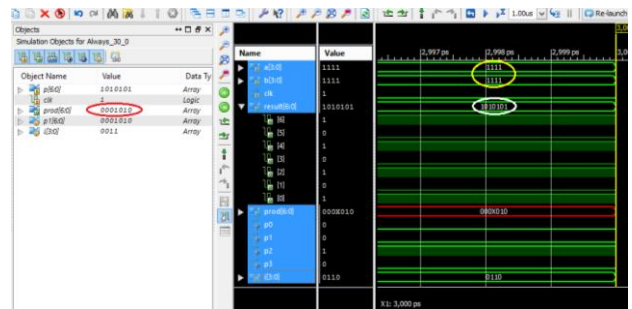 1.00us
Re-launch
Objects
Simulation Objects for Always_30_0
Object Name Value Data Ty
p[6:0] 1010101 Array
clk 1 Logic
prod[6:0] 0001010 Array
p1[6:0] 0001010 Array
i[3:0] 0011 Array
Name Value
2,997 ps 2,998 ps 2,999 ps
a[3:0] 1111 1111
b[3:0] 1111 1111
clk 1
result[6:0] 1010101 1010101
[6] 1
[5] 0
[4] 1
[3] 0
[2] 1
[1] 0
[0] 1
prod[6:0] 000X010 000X010
p0 0
p1 0
p2 1
p3 0
i[3:0] 0110 0110
X1: 3,000 ps